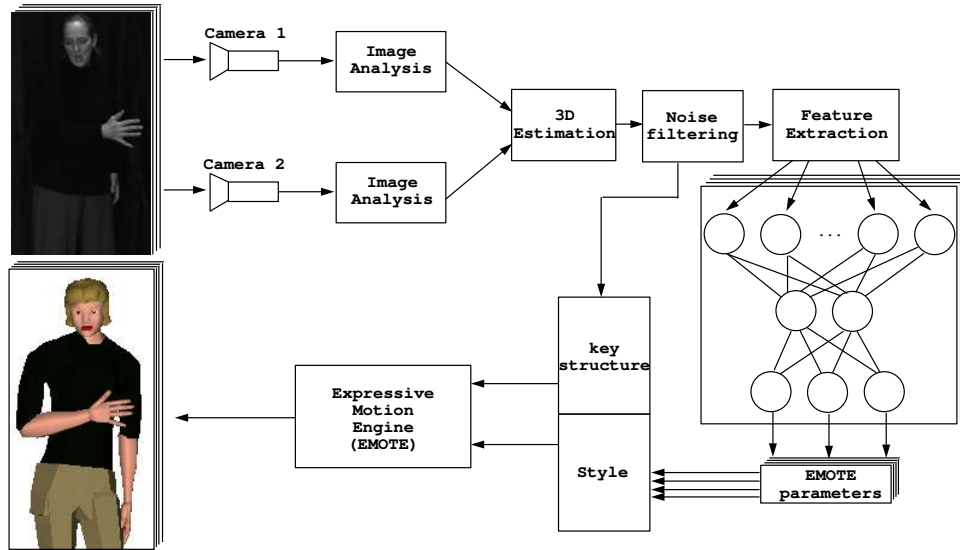 Camera 1
Image
Analysis
Camera 2
Image
Analysis
3D
Estimation
Noise
filtering
Feature
Extraction
...
key
structure
Style
Expressive
Motion
Engine
(EMOTE)
EMOTE
parameters